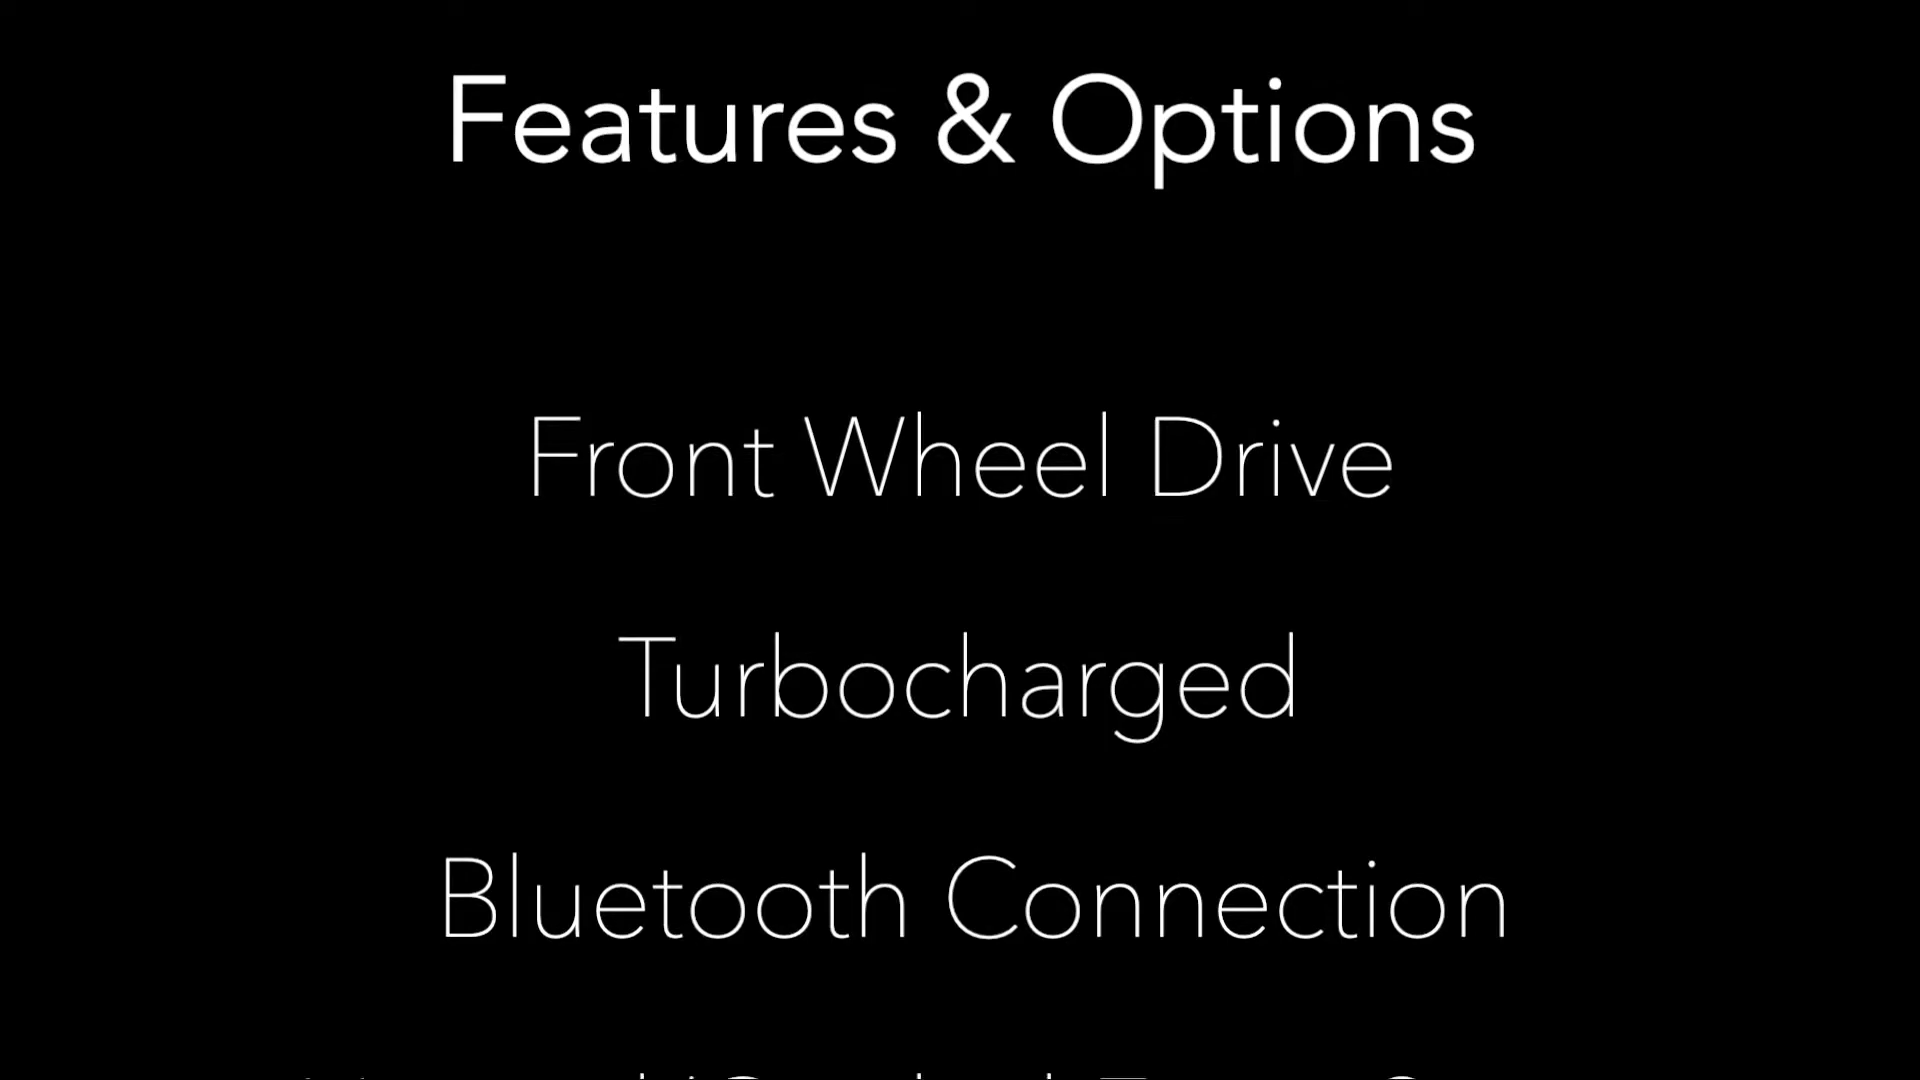 Features & Options
Front Wheel Drive
Turbocharged
Bluetooth Connection